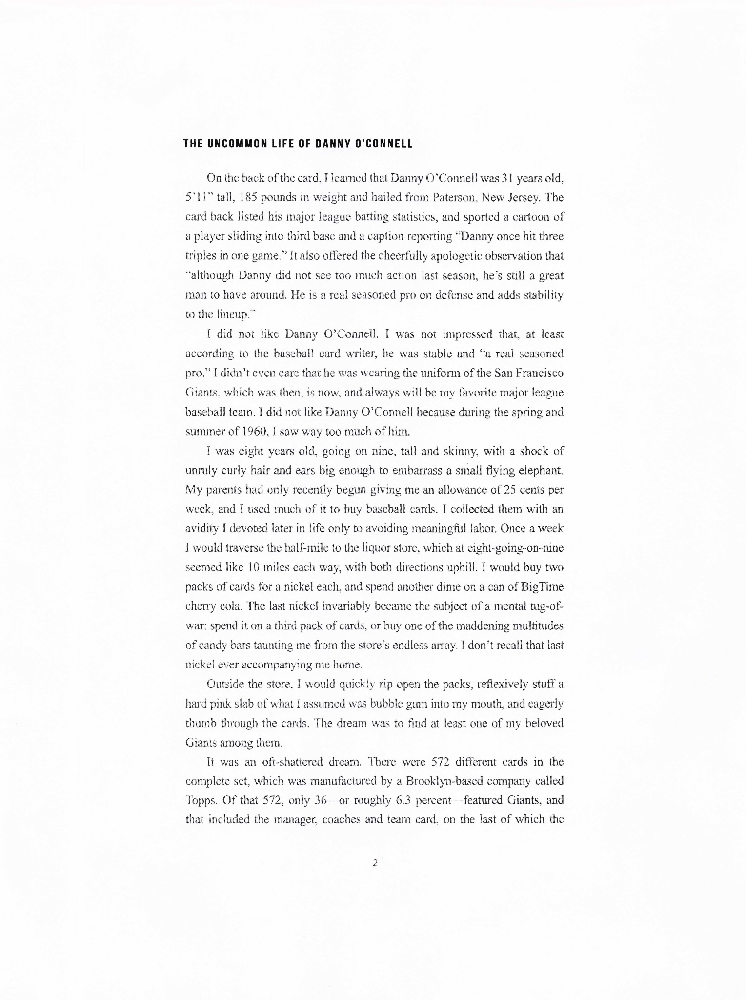 THE UNCOMMON LIFE OF DANNY O'CONNELL
On the back of the card, I learned that Danny O'Connell was 31 years old,
5'11” tall, 185 pounds in weight and hailed from Paterson, New Jersey. The
card back listed his major league batting statistics, and sported a cartoon of
a player sliding into third base and a caption reporting “Danny once hit three
triples in one game.” It also offered the cheerfully apologetic observation that
“although Danny did not see too much action last season, he's still a great
man to have around. He is a real seasoned pro on defense and adds stability
to the lineup.”
I did not like Danny O'Connell. I was not impressed that, at least
according to the baseball card writer, he was stable and “a real seasoned
pro.” I didn't even care that he was wearing the uniform of the San Francisco
Giants, which was then, is now, and always will be my favorite major league
baseball team. I did not like Danny O'Connell because during the spring and
summer of 1960, I saw way too much of him.
I was eight years old, going on nine, tall and skinny, with a shock of
unruly curly hair and ears big enough to embarrass a small flying elephant.
My parents had only recently begun giving me an allowance of 25 cents per
week, and I used much of it to buy baseball cards. I collected them with an
avidity I devoted later in life only to avoiding meaningful labor. Once a week
I would traverse the half-mile to the liquor store, which at eight-going-on-nine
seemed like 10 miles each way, with both directions uphill. I would buy two
packs of cards for a nickel each, and spend another dime on a can of BigTime
cherry cola. The last nickel invariably became the subject of a mental tug-of-
war: spend it on a third pack of cards, or buy one of the maddening multitudes
of candy bars taunting me from the store's endless array. I don't recall that last
nickel ever accompanying me home.
Outside the store, I would quickly rip open the packs, reflexively stuff a
hard pink slab of what I assumed was bubble gum into my mouth, and eagerly
thumb through the cards. The dream was to find at least one of my beloved
Giants among them.
It was an oft-shattered dream. There were 572 different cards in the
complete set, which was manufactured by a Brooklyn-based company called
Topps. Of that 572, only 36—or roughly 6.3 percent—featured Giants, and
that included the manager, coaches and team card, on the last of which the
2